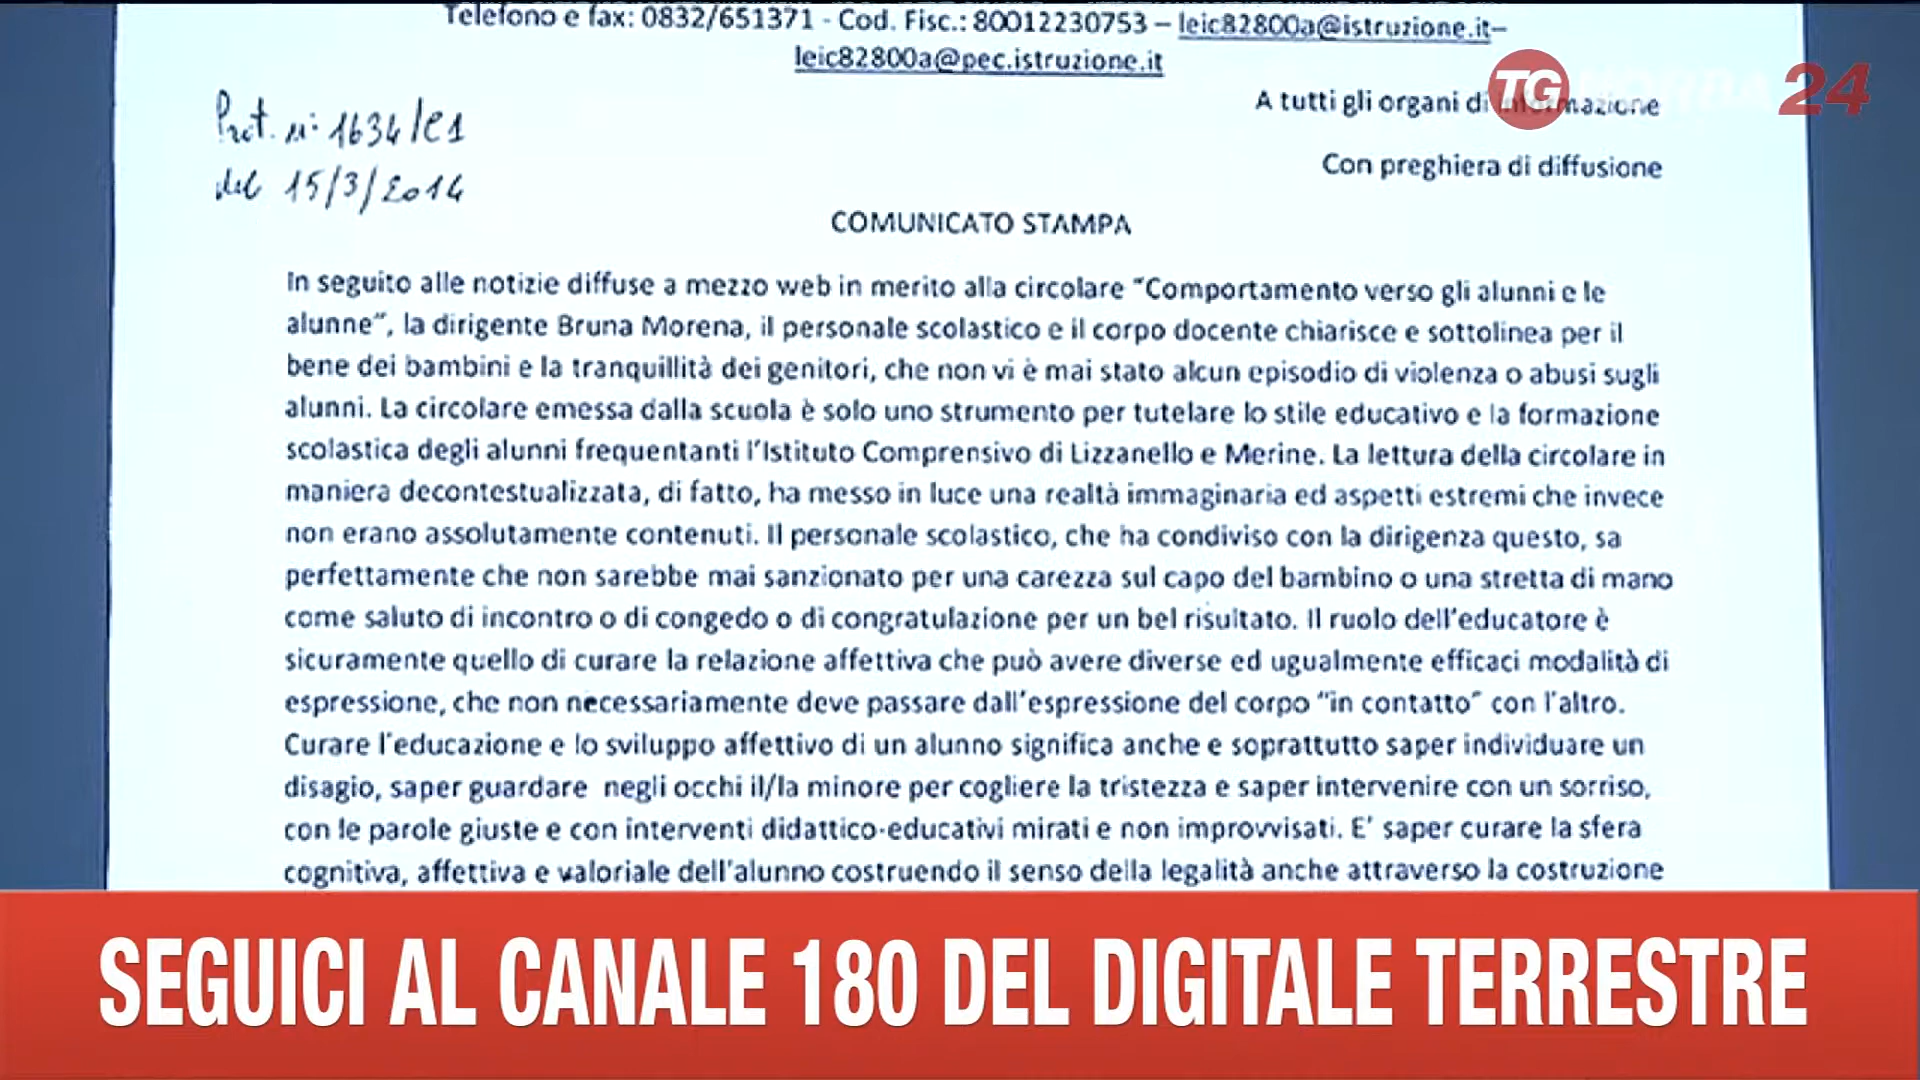 Telefono e fax: 0832/651371 - Cod. Fisc.: 80012230753 – leic82800a@istruzione.it–
leic82800a@pec.istruzione.it
TG NORBA 24
Prot. n° 1634/C1
del 15/3/2014
A tutti gli organi di informazione
Con preghiera di diffusione
COMUNICATO STAMPA
In seguito alle notizie diffuse a mezzo web in merito alla circolare “Comportamento verso gli alunni e le
alunne”, la dirigente Bruna Morena, il personale scolastico e il corpo docente chiarisce e sottolinea per il
bene dei bambini e la tranquillità dei genitori, che non vi è mai stato alcun episodio di violenza o abusi sugli
alunni. La circolare emessa dalla scuola è solo uno strumento per tutelare lo stile educativo e la formazione
scolastica degli alunni frequentanti l’Istituto Comprensivo di Lizzanello e Merine. La lettura della circolare in
maniera decontestualizzata, di fatto, ha messo in luce una realtà immaginaria ed aspetti estremi che invece
non erano assolutamente contenuti. Il personale scolastico, che ha condiviso con la dirigenza questo, sa
perfettamente che non sarebbe mai sanzionato per una carezza sul capo del bambino o una stretta di mano
come saluto di incontro o di congedo o di congratulazione per un bel risultato. Il ruolo dell’educatore è
sicuramente quello di curare la relazione affettiva che può avere diverse ed ugualmente efficaci modalità di
espressione, che non necessariamente deve passare dall’espressione del corpo “in contatto” con l’altro.
Curare l’educazione e lo sviluppo affettivo di un alunno significa anche e soprattutto saper individuare un
disagio, saper guardare negli occhi il/la minore per cogliere la tristezza e saper intervenire con un sorriso,
con le parole giuste e con interventi didattico-educativi mirati e non improvvisati. E’ saper curare la sfera
cognitiva, affettiva e valoriale dell’alunno costruendo il senso della legalità anche attraverso la costruzione
SEGUICI AL CANALE 180 DEL DIGITALE TERRESTRE